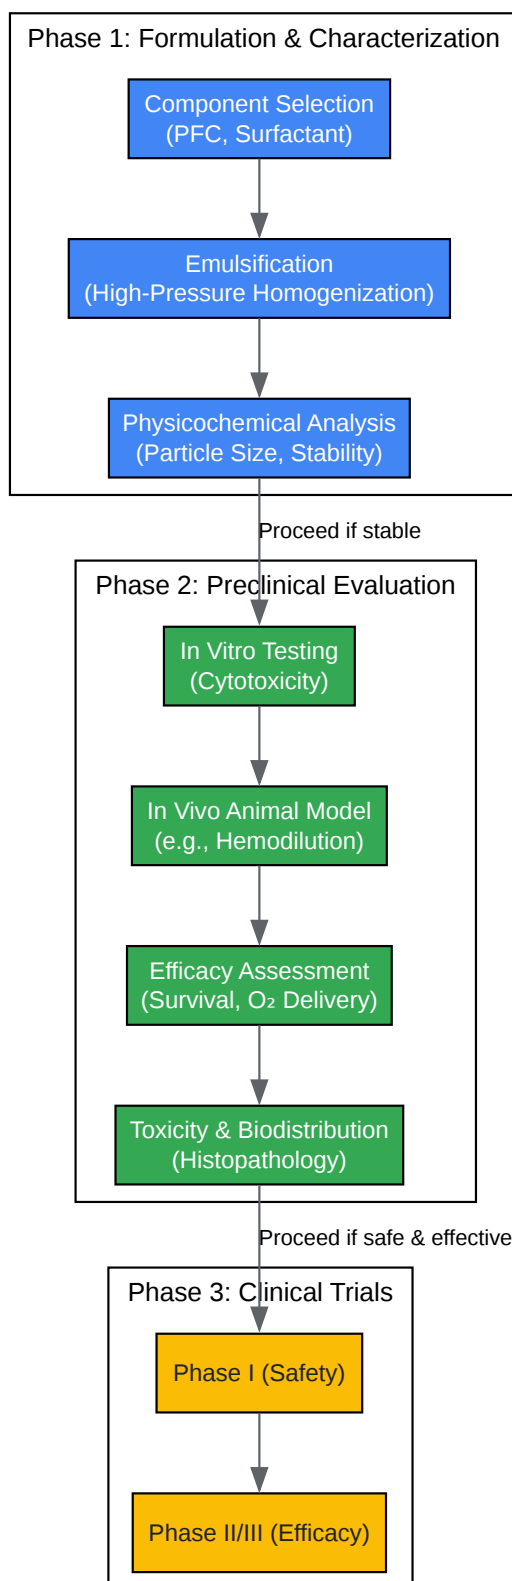 Phase 1: Formulation & Characterization
Component Selection
(PFC, Surfactant)
Emulsification
(High-Pressure Homogenization)
Physicochemical Analysis
(Particle Size, Stability)
Proceed if stable
Phase 2: Preclinical Evaluation
In Vitro Testing
(Cytotoxicity)
In Vivo Animal Model
(e.g., Hemodilution)
Efficacy Assessment
(Survival, O₂ Delivery)
Toxicity & Biodistribution
(Histopathology)
Proceed if safe & effective
Phase 3: Clinical Trials
Phase I (Safety)
Phase II/III (Efficacy)